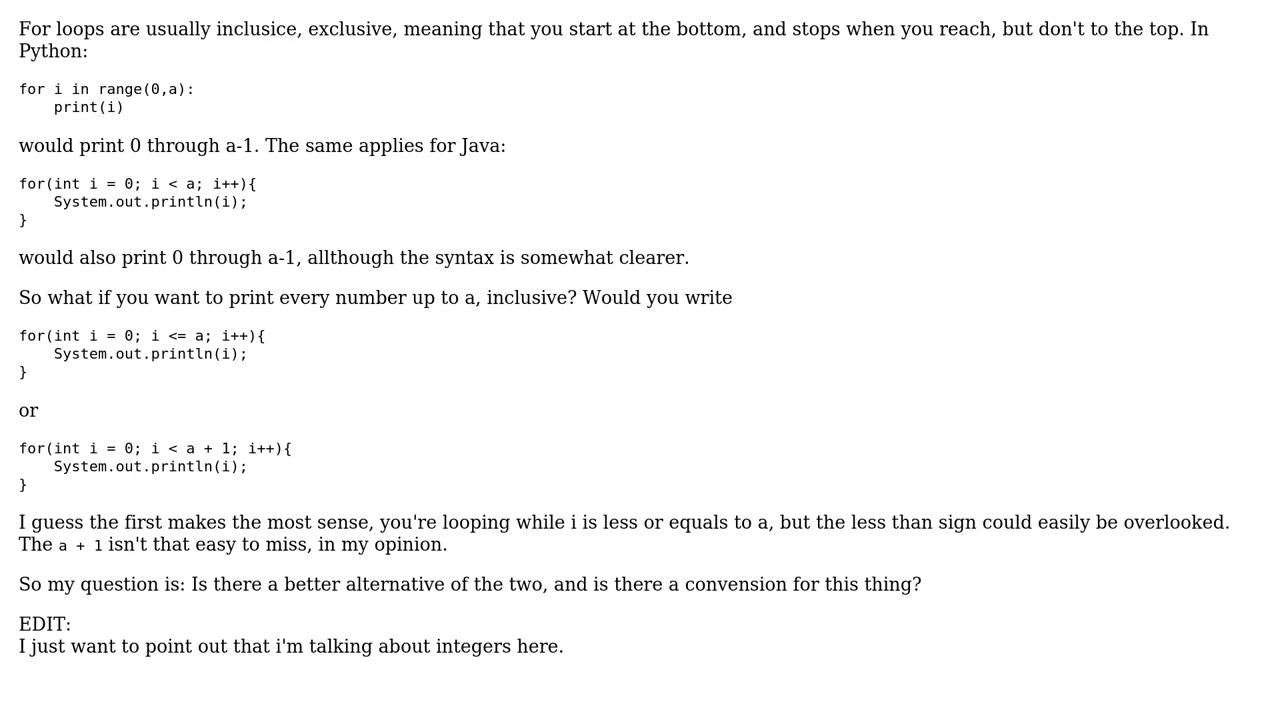 For loops are usually inclusice, exclusive, meaning that you start at the bottom, and stops when you reach, but don't to the top. In
Python:
for i in range(0,a):
    print(i)
would print 0 through a-1. The same applies for Java:
for(int i = 0; i < a; i++){
    System.out.println(i);
}
would also print 0 through a-1, allthough the syntax is somewhat clearer.
So what if you want to print every number up to a, inclusive? Would you write
for(int i = 0; i <= a; i++){
    System.out.println(i);
}
or
for(int i = 0; i < a + 1; i++){
    System.out.println(i);
}
I guess the first makes the most sense, you're looping while i is less or equals to a, but the less than sign could easily be overlooked.
The a + 1 isn't that easy to miss, in my opinion.
So my question is: Is there a better alternative of the two, and is there a convension for this thing?
EDIT:
I just want to point out that i'm talking about integers here.